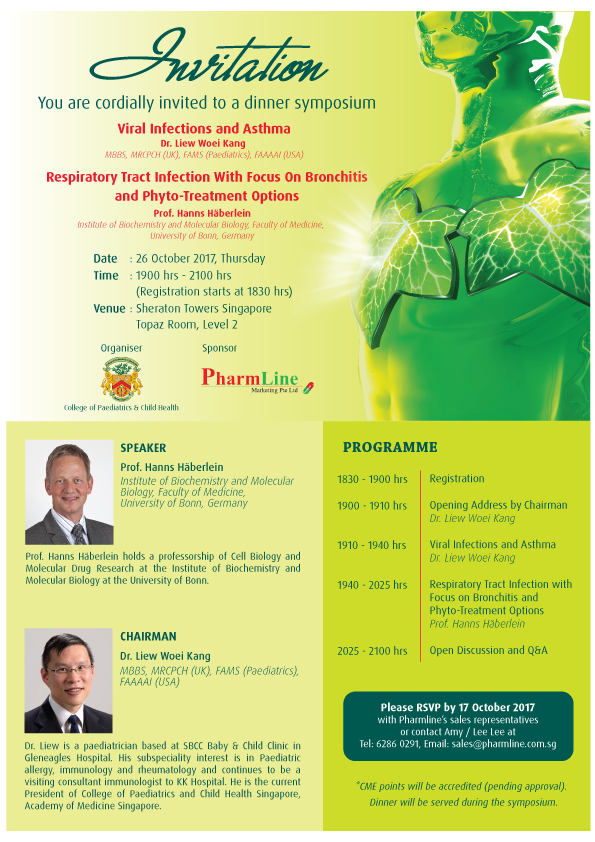 Invitation
You are cordially invited to a dinner symposium
Viral Infections and Asthma
Dr. Liew Woei Kang
MBBS, MRCPCH (UK), FAMS (Paediatrics), FAAAAI (USA)
Respiratory Tract Infection With Focus On Bronchitis
and Phyto-Treatment Options
Prof. Hanns Häberlein
Institute of Biochemistry and Molecular Biology, Faculty of Medicine,
University of Bonn, Germany
Date : 26 October 2017, Thursday
Time : 1900 hrs - 2100 hrs
(Registration starts at 1830 hrs)
Venue : Sheraton Towers Singapore
Topaz Room, Level 2
Organiser
College of Paediatrics & Child Health
Sponsor
PharmLine
Marketing Pte Ltd
SPEAKER
Prof. Hanns Häberlein
Institute of Biochemistry and Molecular
Biology, Faculty of Medicine,
University of Bonn, Germany
Prof. Hanns Häberlein holds a professorship of Cell Biology and
Molecular Drug Research at the Institute of Biochemistry and
Molecular Biology at the University of Bonn.
CHAIRMAN
Dr. Liew Woei Kang
MBBS, MRCPCH (UK), FAMS (Paediatrics),
FAAAAI (USA)
Dr. Liew is a paediatrician based at SBCC Baby & Child Clinic in
Gleneagles Hospital. His subspeciality interest is in Paediatric
allergy, immunology and rheumatology and continues to be a
visiting consultant immunologist to KK Hospital. He is the current
President of College of Paediatrics and Child Health Singapore,
Academy of Medicine Singapore.
PROGRAMME
1830 - 1900 hrs Registration
1900 - 1910 hrs Opening Address by Chairman
Dr. Liew Woei Kang
1910 - 1940 hrs Viral Infections and Asthma
Dr. Liew Woei Kang
1940 - 2025 hrs Respiratory Tract Infection with
Focus on Bronchitis and
Phyto-Treatment Options
Prof. Hanns Häberlein
2025 - 2100 hrs Open Discussion and Q&A
Please RSVP by 17 October 2017
with Pharmline's sales representatives
or contact Amy / Lee Lee at
Tel: 6286 0291, Email: sales@pharmline.com.sg
*CME points will be accredited (pending approval).
Dinner will be served during the symposium.